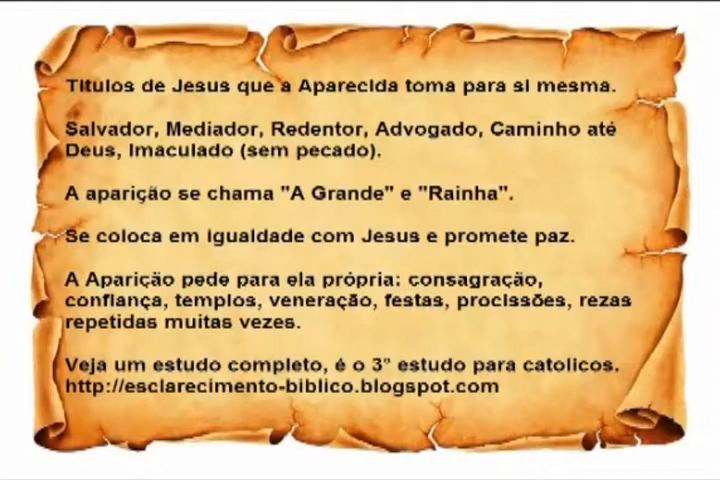 Títulos de Jesus que a Aparecida toma para si mesma.
Salvador, Mediador, Redentor, Advogado, Caminho até
Deus, Imaculado (sem pecado).
A aparição se chama "A Grande" e "Rainha".
Se coloca em igualdade com Jesus e promete paz.
A Aparição pede para ela própria: consagração,
confiança, templos, veneração, festas, procissões, rezas
repetidas muitas vezes.
Veja um estudo completo, é o 3° estudo para catolicos.
http://esclarecimento-biblico.blogspot.com